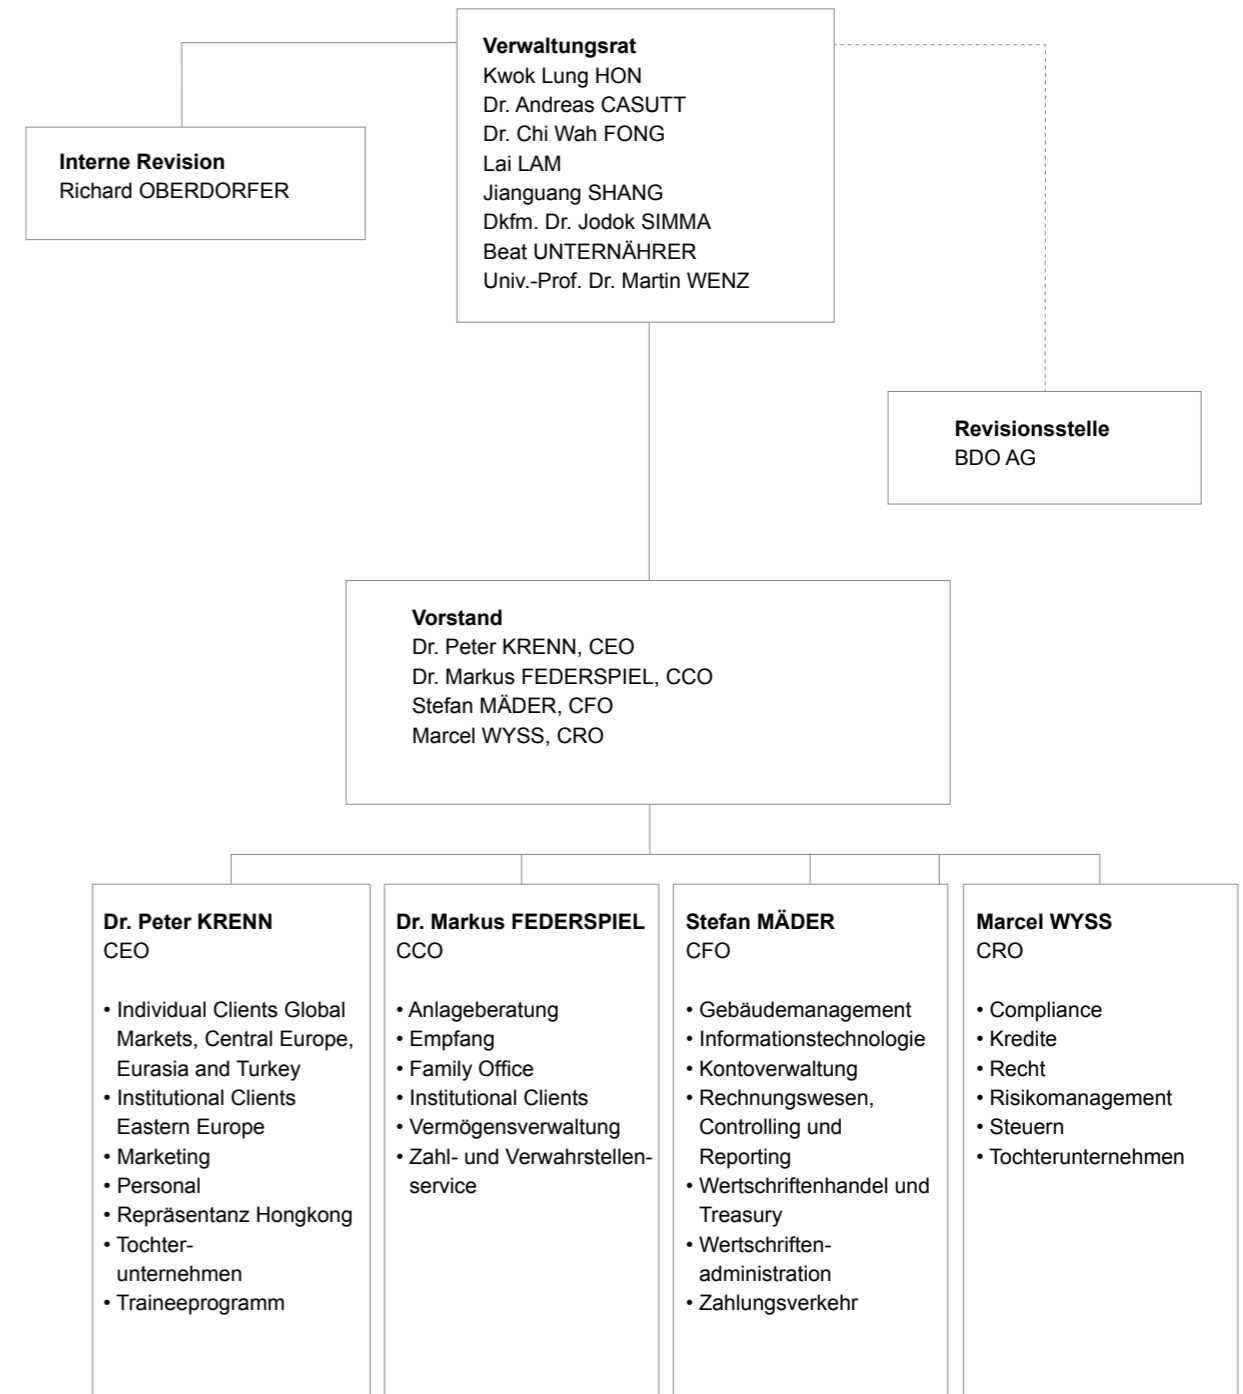 Verwaltungsrat
Kwok Lung HON
Dr. Andreas CASUTT
Dr. Chi Wah FONG
Lai LAM
Jianguang SHANG
Dkfm. Dr. Jodok SIMMA
Beat UNTERNÄHRER
Univ.-Prof. Dr. Martin WENZ
Interne Revision
Richard OBERDORFER
Revisionsstelle
BDO AG
Vorstand
Dr. Peter KRENN, CEO
Dr. Markus FEDERSPIEL, CCO
Stefan MÄDER, CFO
Marcel WYSS, CRO
Dr. Peter KRENN
CEO
• Individual Clients Global
Markets, Central Europe,
Eurasia and Turkey
• Institutional Clients
Eastern Europe
• Marketing
• Personal
• Repräsentanz Hongkong
• Tochter-
unternehmen
• Traineeprogramm
Dr. Markus FEDERSPIEL
CCO
• Anlageberatung
• Empfang
• Family Office
• Institutional Clients
• Vermögensverwaltung
• Zahl- und Verwahrstellen-
service
Stefan MÄDER
CFO
• Gebäudemanagement
• Informationstechnologie
• Kontoverwaltung
• Rechnungswesen,
Controlling und
Reporting
• Wertschriftenhandel und
Treasury
• Wertschriften-
administration
• Zahlungsverkehr
Marcel WYSS
CRO
• Compliance
• Kredite
• Recht
• Risikomanagement
• Steuern
• Tochterunternehmen